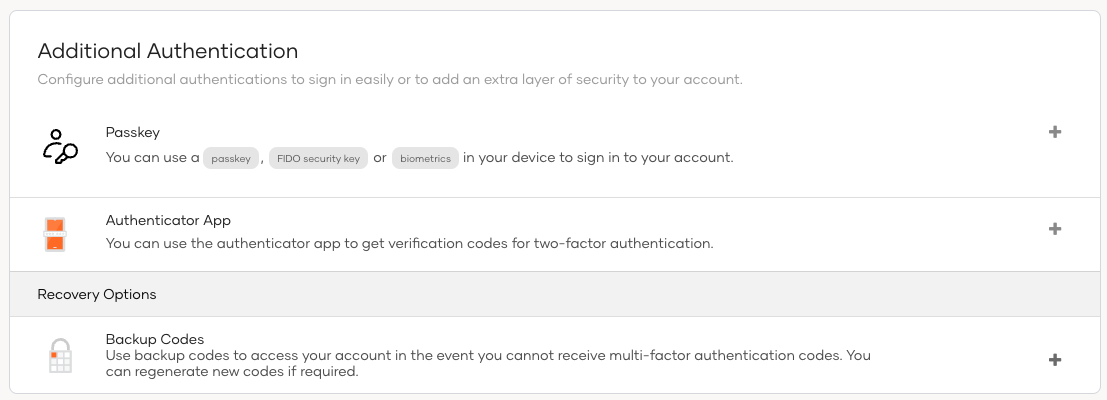 Additional Authentication
Configure additional authentications to sign in easily or to add an extra layer of security to your account.
Passkey
You can use a passkey , FIDO security key or biometrics in your device to sign in to your account.
Authenticator App
You can use the authenticator app to get verification codes for two-factor authentication.
Recovery Options
Backup Codes
Use backup codes to access your account in the event you cannot receive multi-factor authentication codes. You
can regenerate new codes if required.